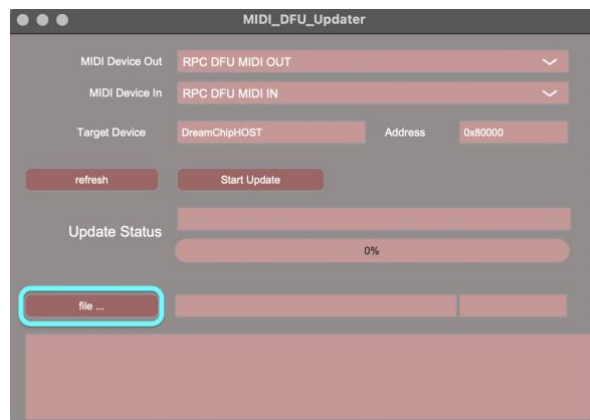 MIDI_DFU_Updater
MIDI Device Out RPC DFU MIDI OUT
MIDI Device In RPC DFU MIDI IN
Target Device DreamChipHOST Address 0x80000
refresh Start Update
Update Status
0%
file ...